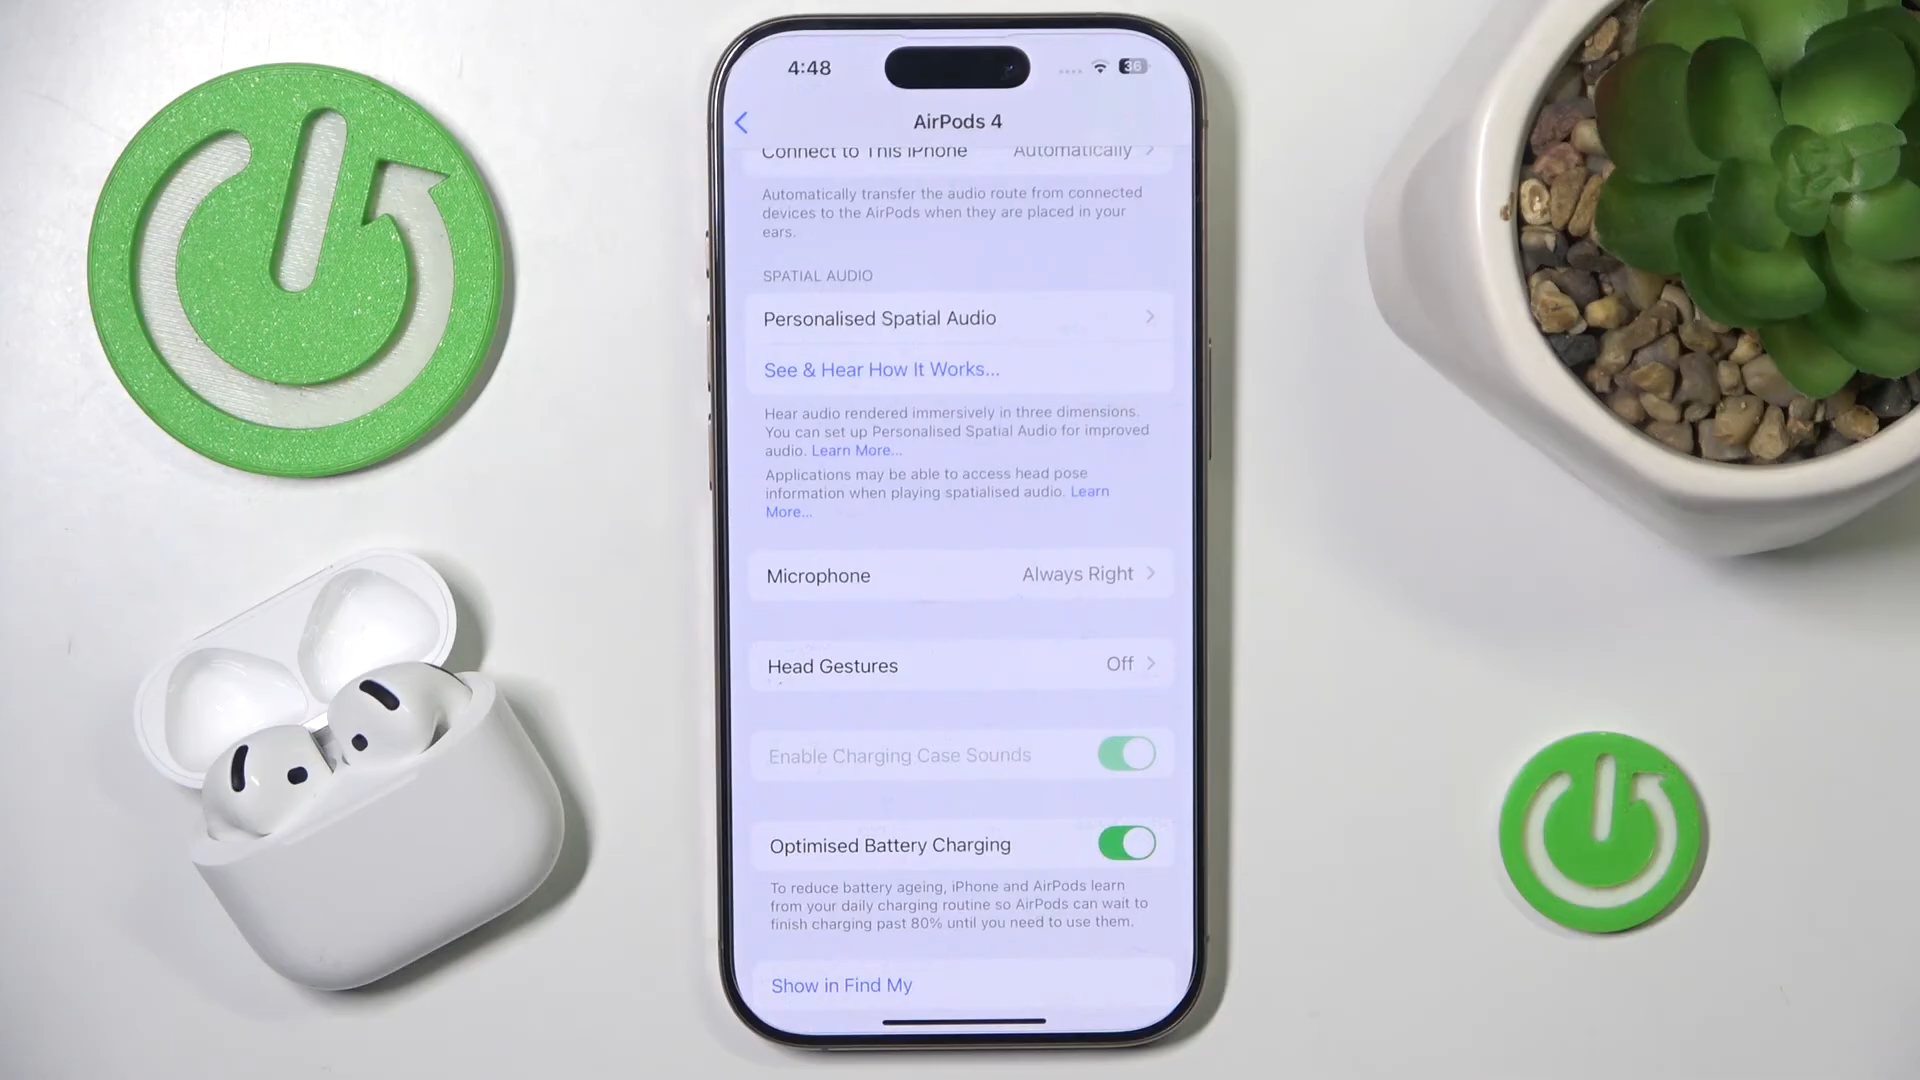 4:48
36
AirPods 4
Connect to This iPhone Automatically
Automatically transfer the audio route from connected
devices to the AirPods when they are placed in your
ears.
SPATIAL AUDIO
Personalised Spatial Audio
See & Hear How It Works...
Hear audio rendered immersively in three dimensions.
You can set up Personalised Spatial Audio for improved
audio. Learn More...
Applications may be able to access head pose
information when playing spatialised audio. Learn
More...
Microphone Always Right
Head Gestures Off
Enable Charging Case Sounds
Optimised Battery Charging
To reduce battery ageing, iPhone and AirPods learn
from your daily charging routine so AirPods can wait to
finish charging past 80% until you need to use them.
Show in Find My